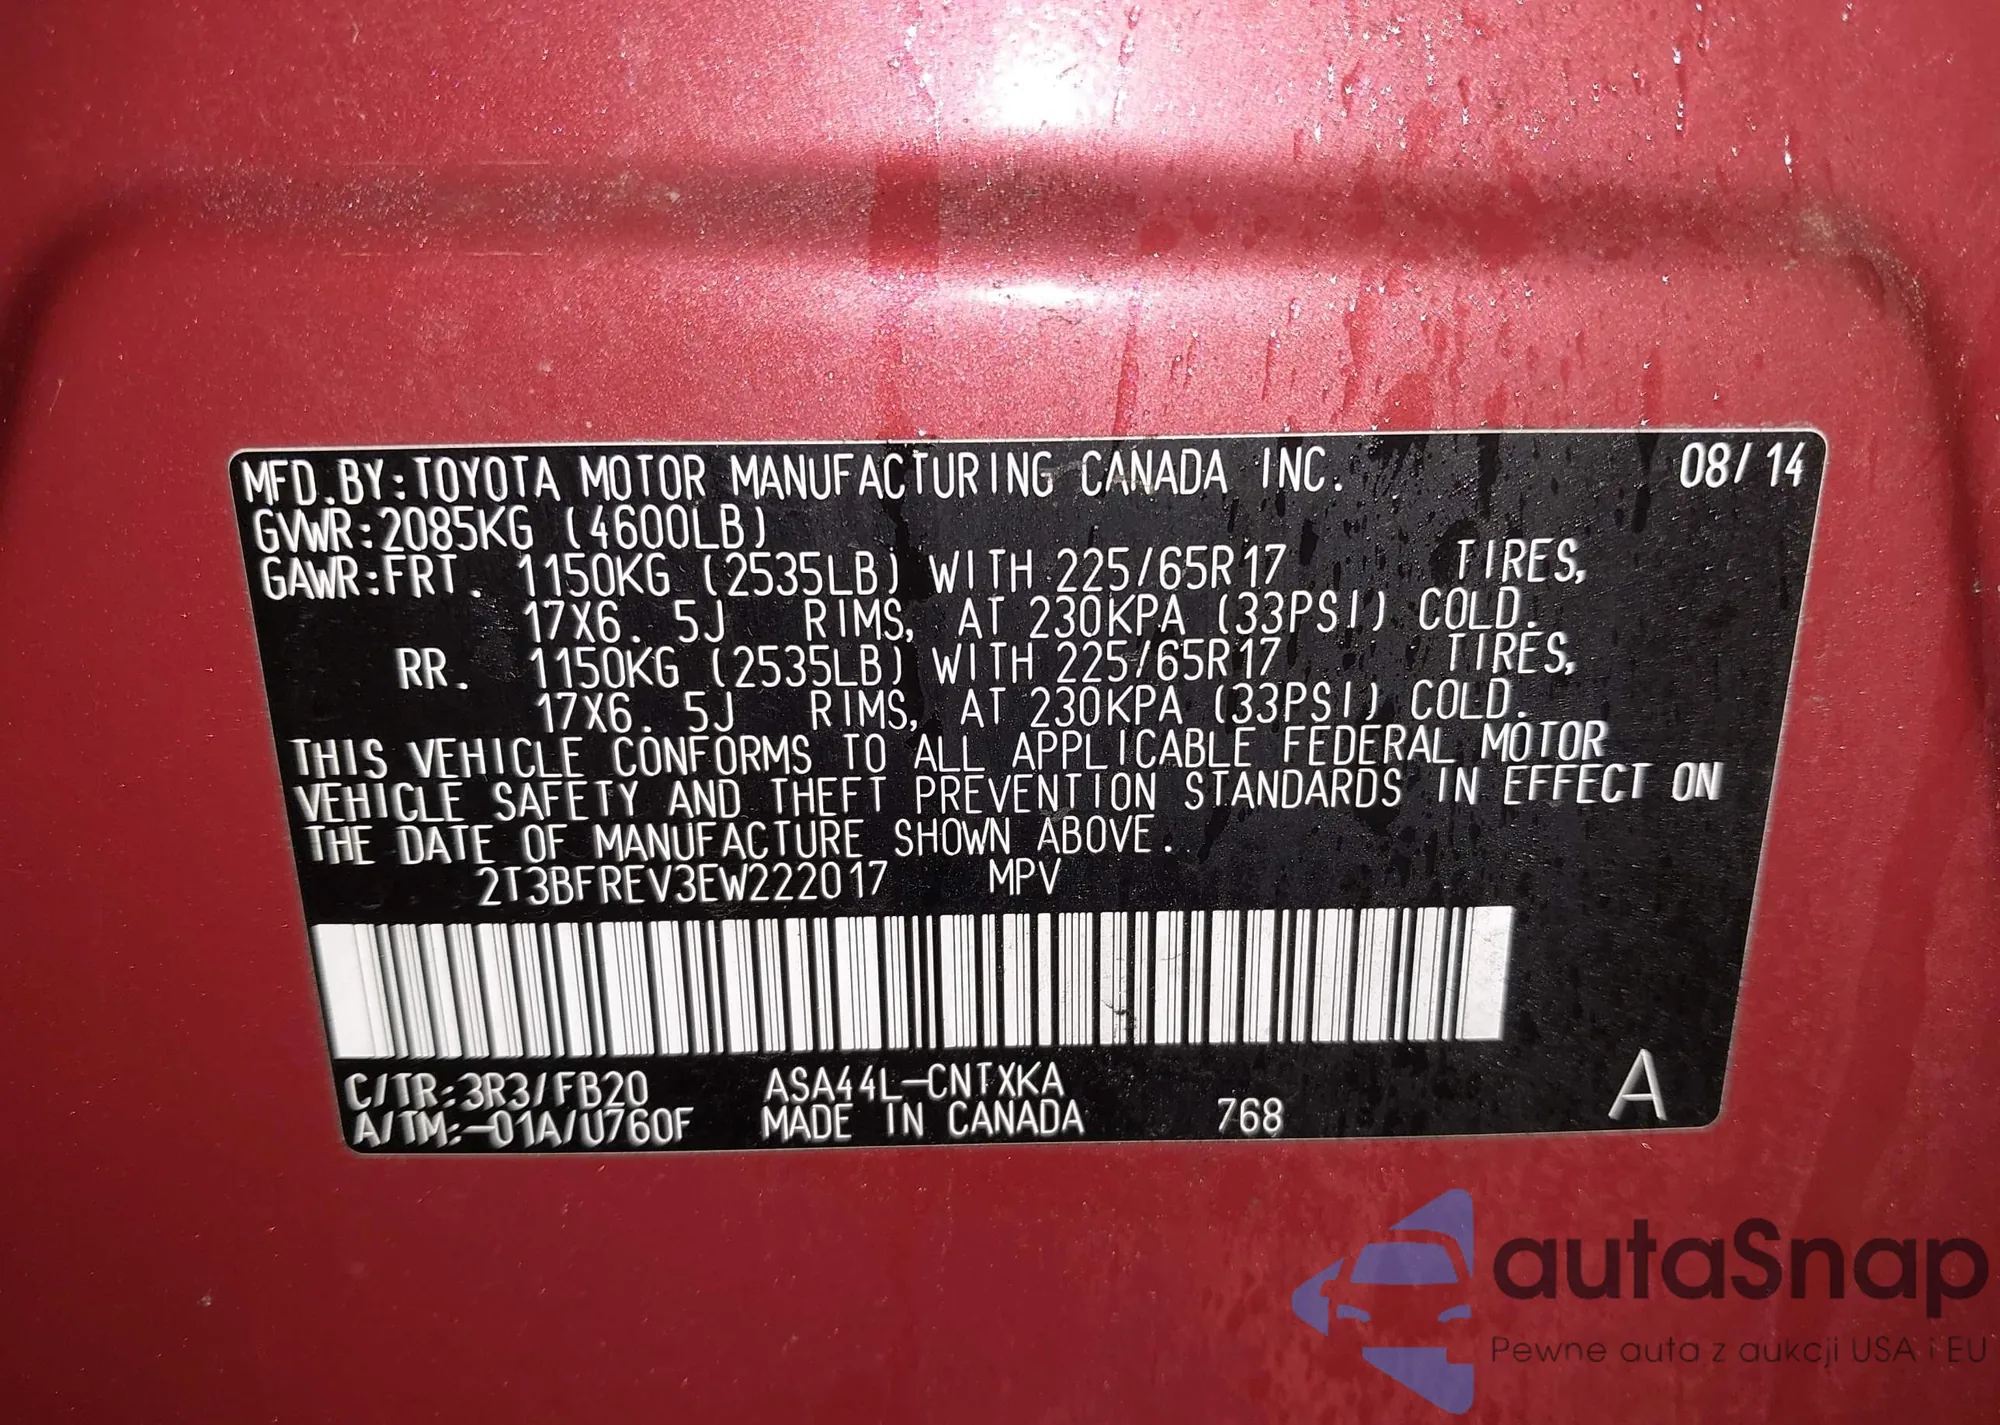 MFD.BY:TOYOTA MOTOR MANUFACTURING CANADA INC. 08/14
GVWR:2085KG (4600LB)
GAWR:FRT. 1150KG (2535LB) WITH 225/65R17 TIRES,
17X6.5J RIMS, AT 230KPA (33PSI) COLD.
RR. 1150KG (2535LB) WITH 225/65R17 TIRES,
17X6.5J RIMS, AT 230KPA (33PSI) COLD.
THIS VEHICLE CONFORMS TO ALL APPLICABLE FEDERAL MOTOR
VEHICLE SAFETY AND THEFT PREVENTION STANDARDS IN EFFECT ON
THE DATE OF MANUFACTURE SHOWN ABOVE.
2T3BFREV3EW222017 MPV
C/TR:3R3/FB20 ASA44L-CNTXKA
A/TM:-01A/U760F MADE IN CANADA 768 A
autaSnap
Pewne auta z aukcji USA i EU